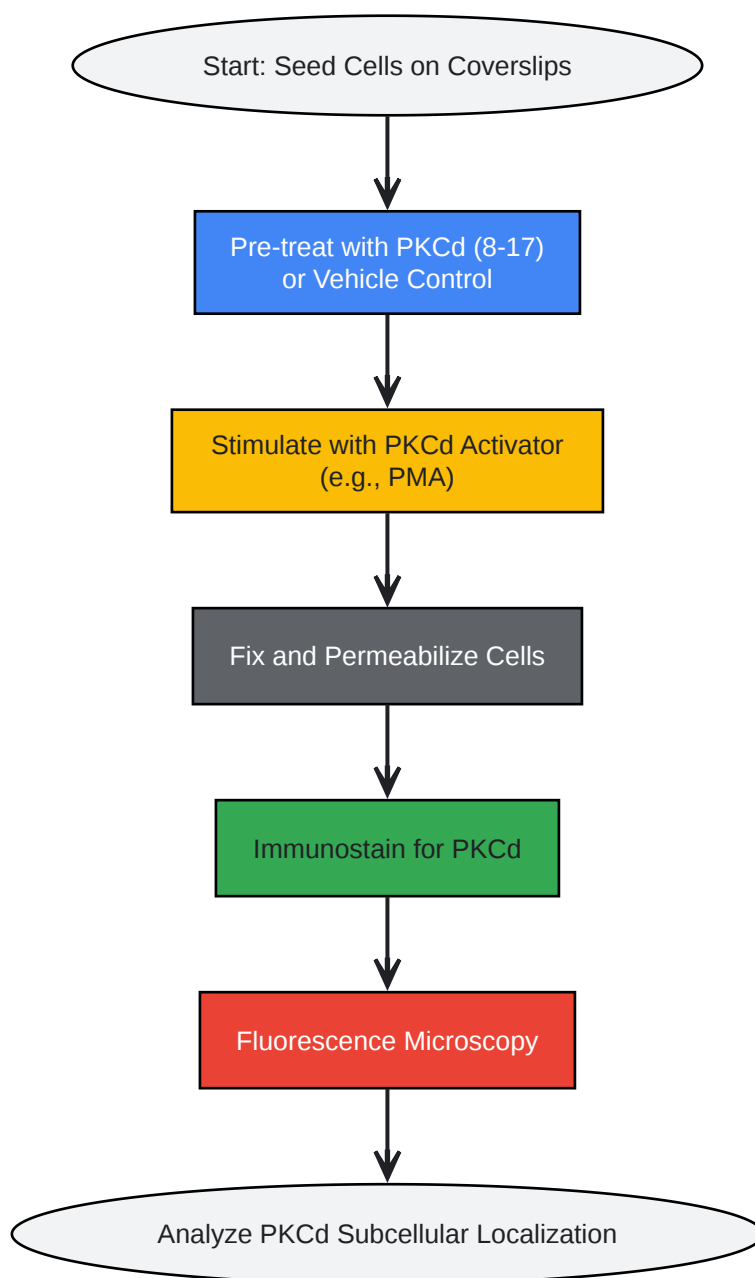 Start: Seed Cells on Coverslips
Pre-treat with PKCd (8-17)
or Vehicle Control
Stimulate with PKCd Activator
(e.g., PMA)
Fix and Permeabilize Cells
Immunostain for PKCd
Fluorescence Microscopy
Analyze PKCd Subcellular Localization